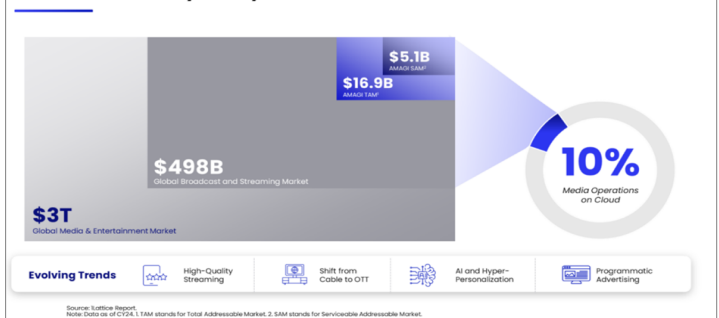 $5.1B
AMAGI SAM²
$16.9B
AMAGI TAM¹
$498B
Global Broadcast and Streaming Market
$3T
Global Media & Entertainment Market
10%
Media Operations
on Cloud
Evolving Trends
High-Quality
Streaming
Shift from
Cable to OTT
AI and Hyper-
Personalization
Programmatic
Advertising
Source: 1Lattice Report.
Note: Data as of CY24, 1. TAM stands for Total Addressable Market, 2. SAM stands for Serviceable Addressable Market.